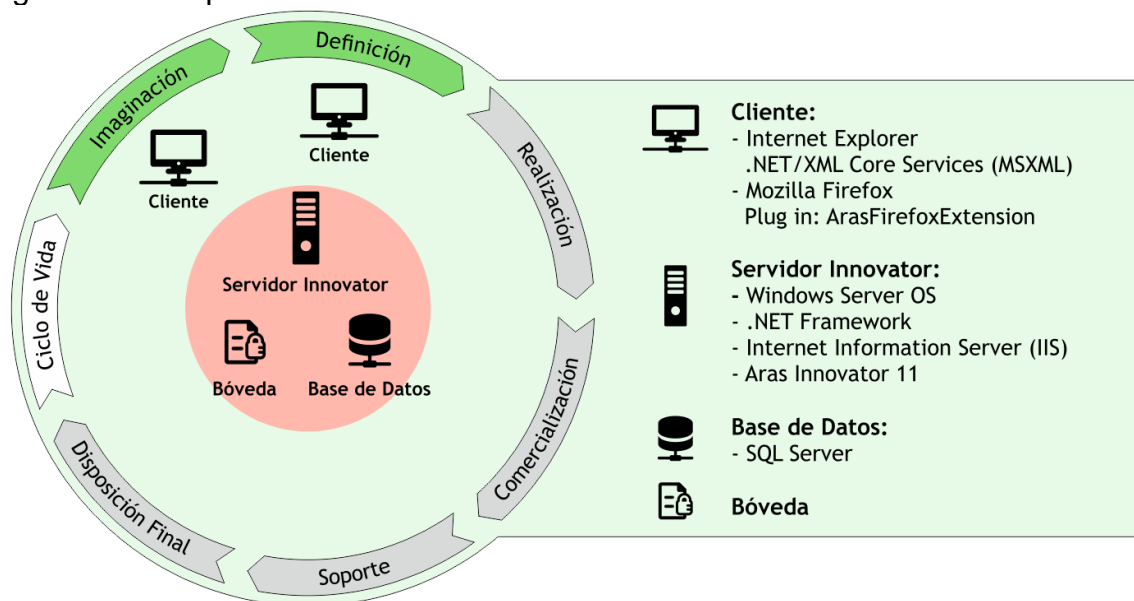 Definición
Imaginación
Cliente
Cliente
Realización
Servidor Innovator
Ciclo de Vida
Bóveda
Base de Datos
Comercialización
Disposición Final
Soporte
Cliente:
- Internet Explorer
.NET/XML Core Services (MSXML)
- Mozilla Firefox
Plug in: ArasFirefoxExtension
Servidor Innovator:
- Windows Server OS
- .NET Framework
- Internet Information Server (IIS)
- Aras Innovator 11
Base de Datos:
- SQL Server
Bóveda